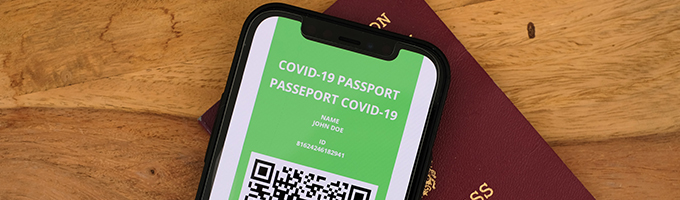 COVID-19 PASSPORT
PASSEPORT COVID-19
NAME
JOHN DOE
ID
81624246182941